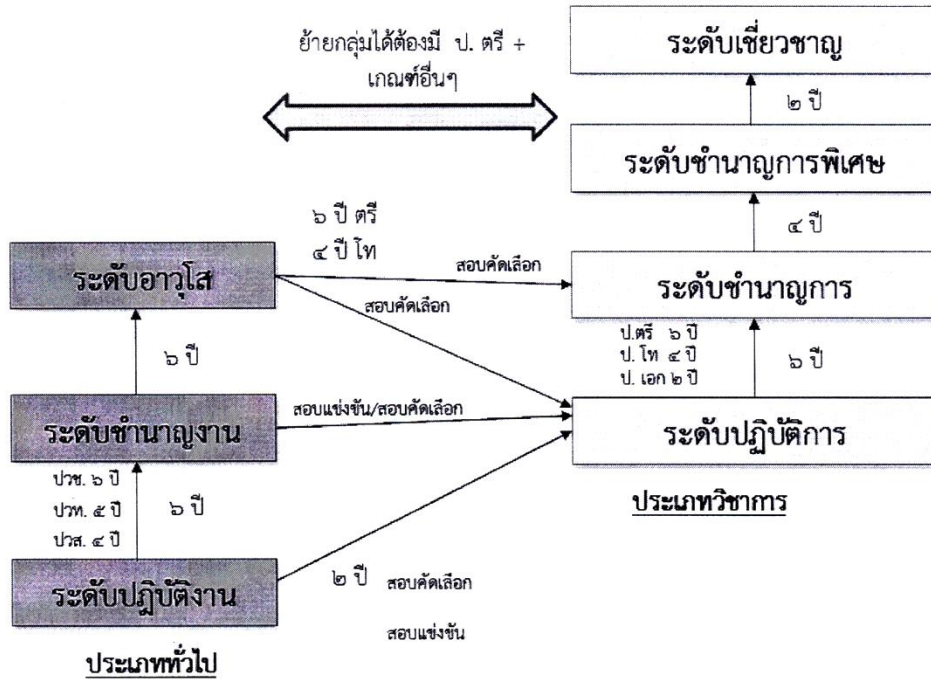 ย้ายกลุ่มได้ต้องมี ป. ตรี +
เกณฑ์อื่นๆ
ระดับเชี่ยวชาญ
๒ ปี
ระดับชำนาญการพิเศษ
๔ ปี
๖ ปี ตรี
๔ ปี โท
ระดับอาวุโส
สอบคัดเลือก
สอบคัดเลือก
ระดับชำนาญการ
๖ ปี
ป.ตรี ๖ ปี
ป. โท ๔ ปี
ป. เอก ๒ ปี
๖ ปี
ระดับชำนาญงาน
สอบแข่งขัน/สอบคัดเลือก
ระดับปฏิบัติการ
ประเภทวิชาการ
ปวช. ๖ ปี
ปวท. ๕ ปี
ปวส. ๔ ปี
๖ ปี
ระดับปฏิบัติงาน
๒ ปี
สอบคัดเลือก
สอบแข่งขัน
ประเภททั่วไป